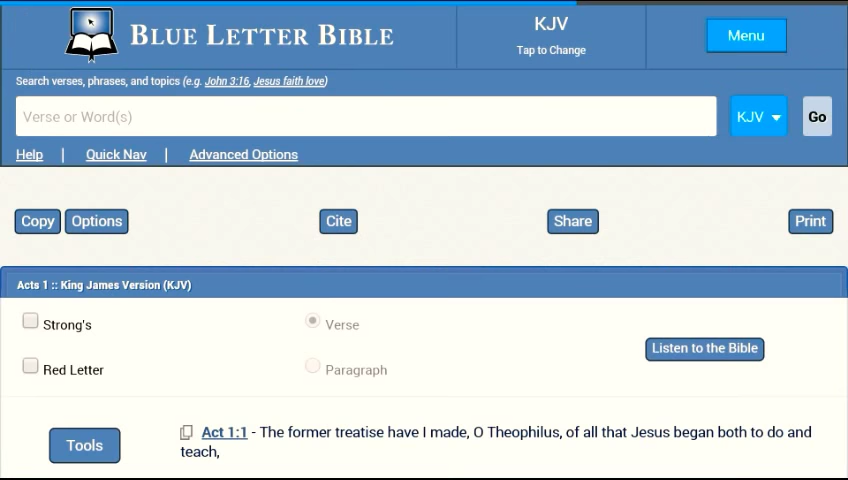 BLUE LETTER BIBLE
KJV
Tap to Change
Menu
Search verses, phrases, and topics (e.g. John 3:16, Jesus faith love)
Verse or Word(s)
KJV
Go
Help | Quick Nav | Advanced Options
Copy Options Cite Share Print
Acts 1 :: King James Version (KJV)
Strong's
Verse
Listen to the Bible
Red Letter
Paragraph
Tools
Act 1:1 - The former treatise have I made, O Theophilus, of all that Jesus began both to do and
teach,